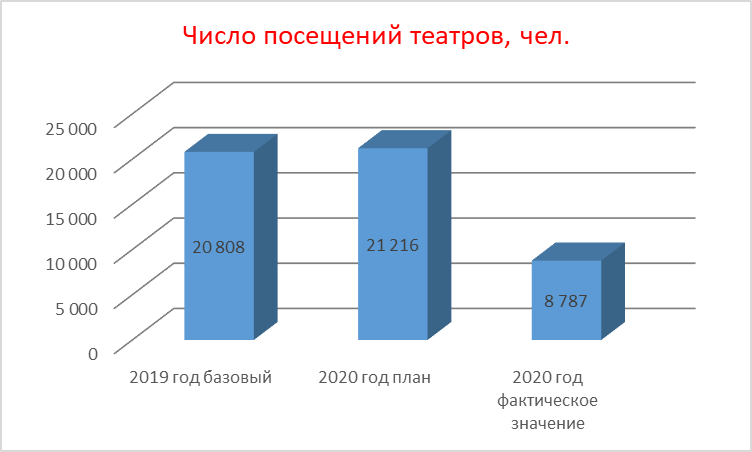 Число посещений театров, чел.
25 000
20 000
15 000
10 000
5 000
0
20 808
21 216
8 787
2019 год базовый
2020 год план
2020 год
фактическое
значение